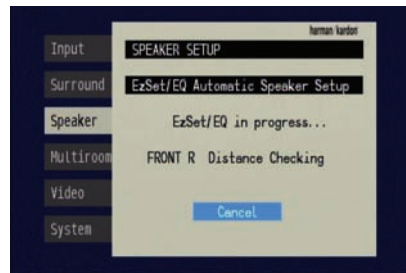 harman/kardon
Input
SPEAKER SETUP
Surround
EzSet/EQ Automatic Speaker Setup
Speaker
EzSet/EQ in progress...
Multiroom
FRONT R Distance Checking
Video
Cancel
System